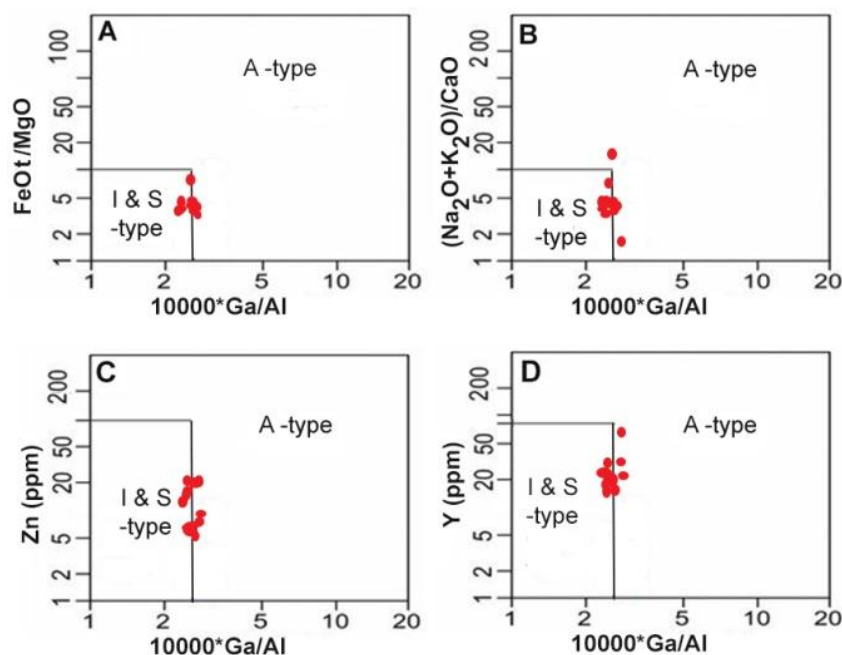 A
A -type
I & S
-type
FeOt/MgO
100
50
20
5
2
1
1
2
5
10
20
10000*Ga/Al
B
A -type
I & S
-type
(Na₂O+K₂O)/CaO
200
50
20
5
2
1
1
2
5
10
20
10000*Ga/Al
C
A -type
I & S
-type
Zn (ppm)
200
50
20
5
2
1
1
2
5
10
20
10000*Ga/Al
D
A -type
I & S
-type
Y (ppm)
200
50
20
5
2
1
1
2
5
10
20
10000*Ga/Al